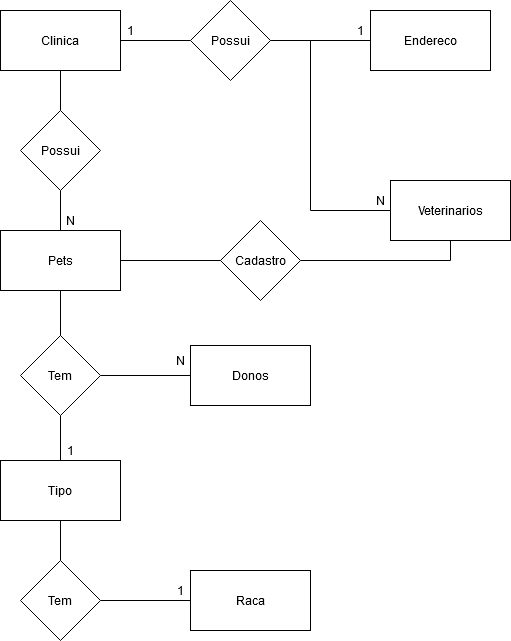 Clinica
1
Possui
1
Endereco
Possui
N
N
Veterinarios
Pets
Cadastro
Tem
N
Donos
1
Tipo
Tem
1
Raca